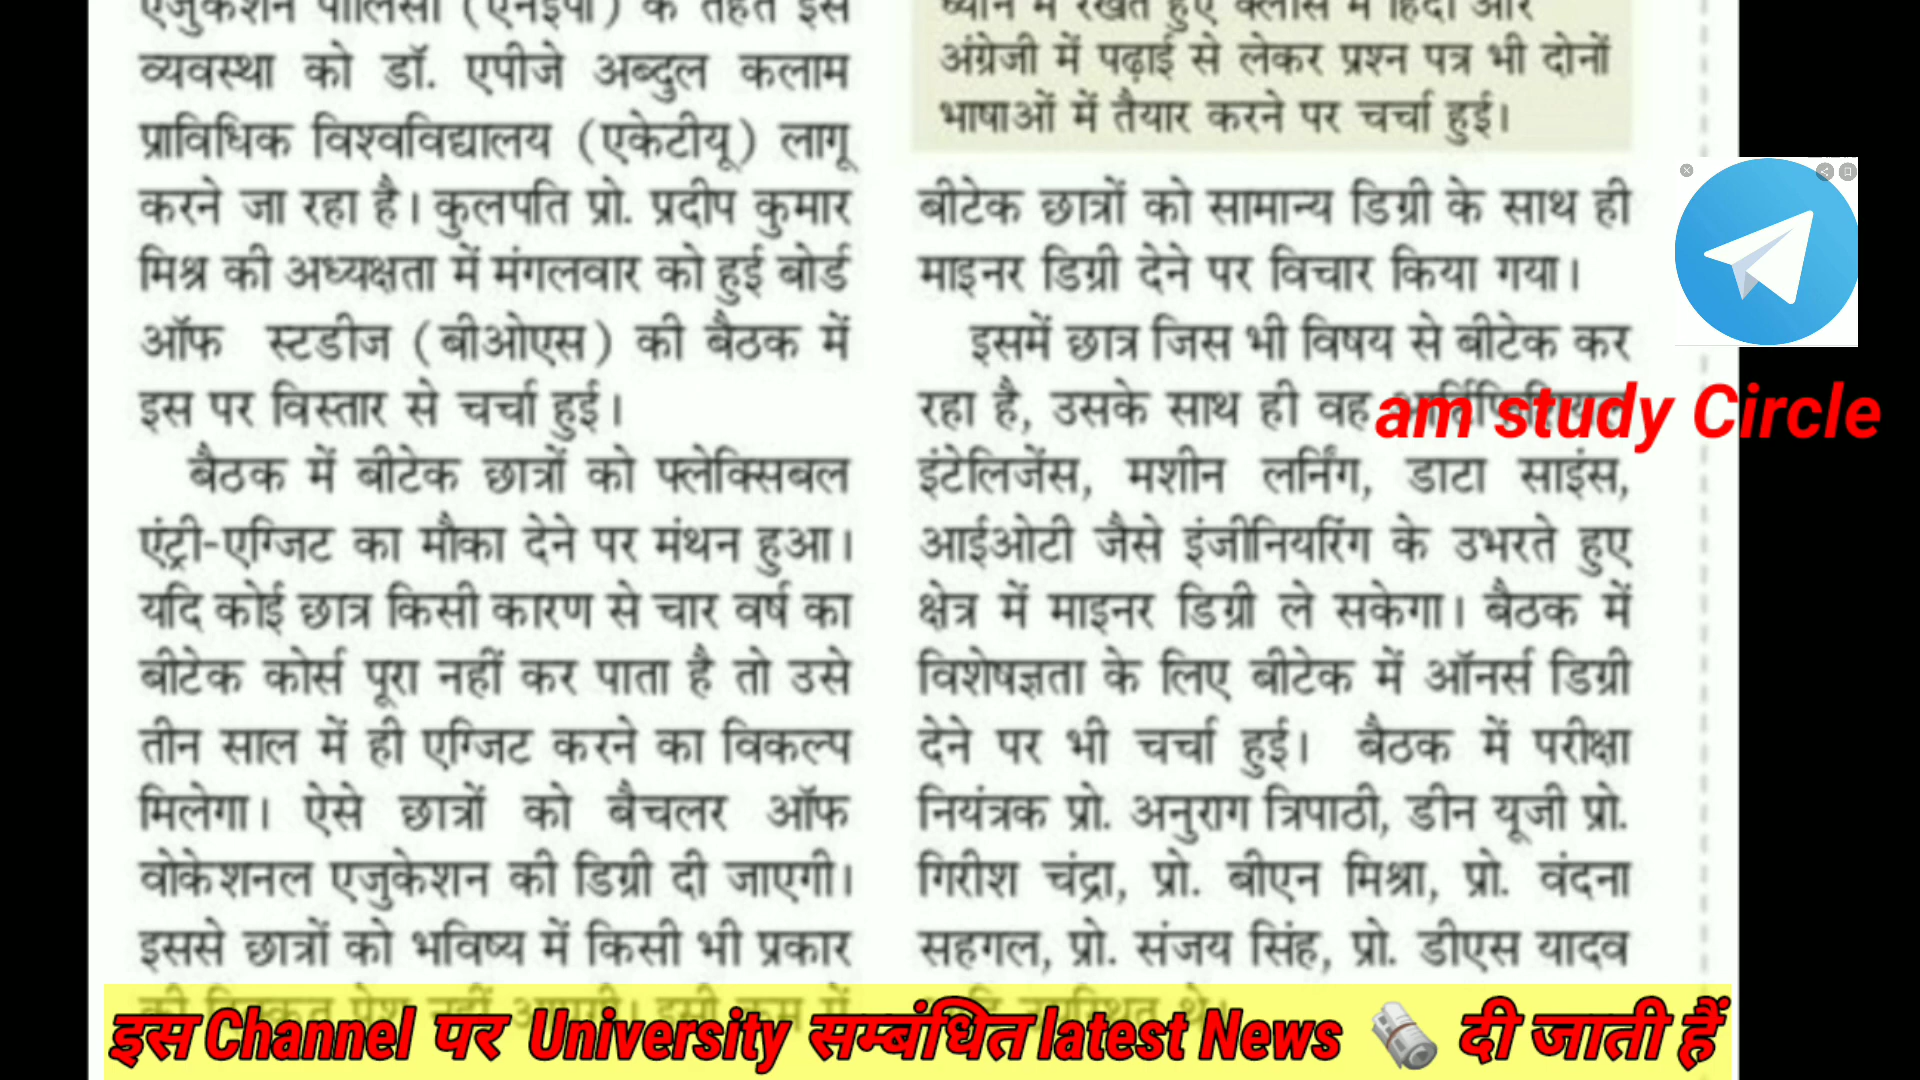 एजुकेशन पॉलिसी (एनईपी) के तहत इस
व्यवस्था को डॉ. एपीजे अब्दुल कलाम
प्राविधिक विश्वविद्यालय (एकेटीयू) लागू
करने जा रहा है। कुलपति प्रो. प्रदीप कुमार
मिश्र की अध्यक्षता में मंगलवार को हुई बोर्ड
ऑफ स्टडीज (बीओएस) की बैठक में
इस पर विस्तार से चर्चा हुई।
बैठक में बीटेक छात्रों को फ्लेक्सिबल
एंट्री-एग्जिट का मौका देने पर मंथन हुआ।
यदि कोई छात्र किसी कारण से चार वर्ष का
बीटेक कोर्स पूरा नहीं कर पाता है तो उसे
तीन साल में ही एग्जिट करने का विकल्प
मिलेगा। ऐसे छात्रों को बैचलर ऑफ
वोकेशनल एजुकेशन की डिग्री दी जाएगी।
इससे छात्रों को भविष्य में किसी भी प्रकार
ध्यान में रखते हुए क्लास में हिंदी और
अंग्रेजी में पढ़ाई से लेकर प्रश्न पत्र भी दोनों
भाषाओं में तैयार करने पर चर्चा हुई।
बीटेक छात्रों को सामान्य डिग्री के साथ ही
माइनर डिग्री देने पर विचार किया गया।
इसमें छात्र जिस भी विषय से बीटेक कर
रहा है, उसके साथ ही वह
इंटेलिजेंस, मशीन लर्निंग, डाटा साइंस,
आईओटी जैसे इंजीनियरिंग के उभरते हुए
क्षेत्र में माइनर डिग्री ले सकेगा। बैठक में
विशेषज्ञता के लिए बीटेक में ऑनर्स डिग्री
देने पर भी चर्चा हुई। बैठक में परीक्षा
नियंत्रक प्रो. अनुराग त्रिपाठी, डीन यूजी प्रो.
गिरीश चंद्रा, प्रो. बीएन मिश्रा, प्रो. वंदना
सहगल, प्रो. संजय सिंह, प्रो. डीएस यादव
am study Circle
इस Channel पर University सम्बंधित latest News दी जाती हैं